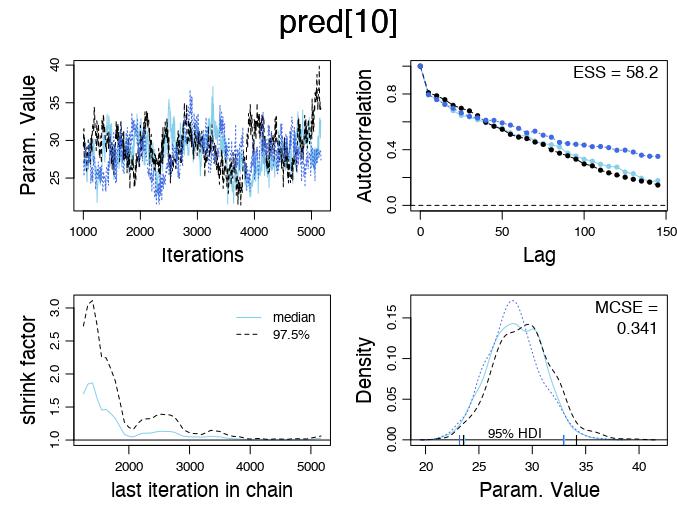 pred[10]
Param. Value
25 30 35 40
1000 2000 3000 4000 5000
Iterations
Autocorrelation
0.0 0.4 0.8
ESS = 58.2
0 50 100 150
Lag
shrink factor
1.0 1.5 2.0 2.5 3.0
median
97.5%
2000 3000 4000 5000
last iteration in chain
Density
0.00 0.05 0.10 0.15
MCSE =
0.341
95% HDI
20 25 30 35 40
Param. Value